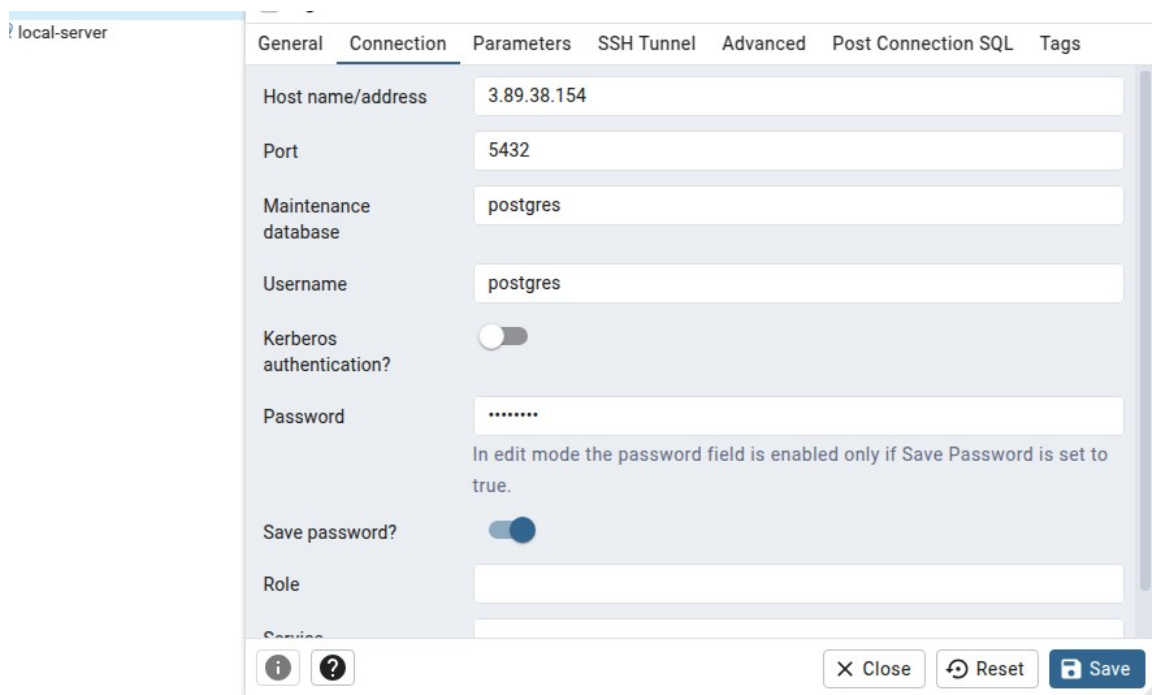 local-server
General Connection Parameters SSH Tunnel Advanced Post Connection SQL Tags
Host name/address 3.89.38.154
Port 5432
Maintenance
database
postgres
Username postgres
Kerberos
authentication?
Password ••••••••
In edit mode the password field is enabled only if Save Password is set to
true.
Save password?
Role
Service
Close Reset Save